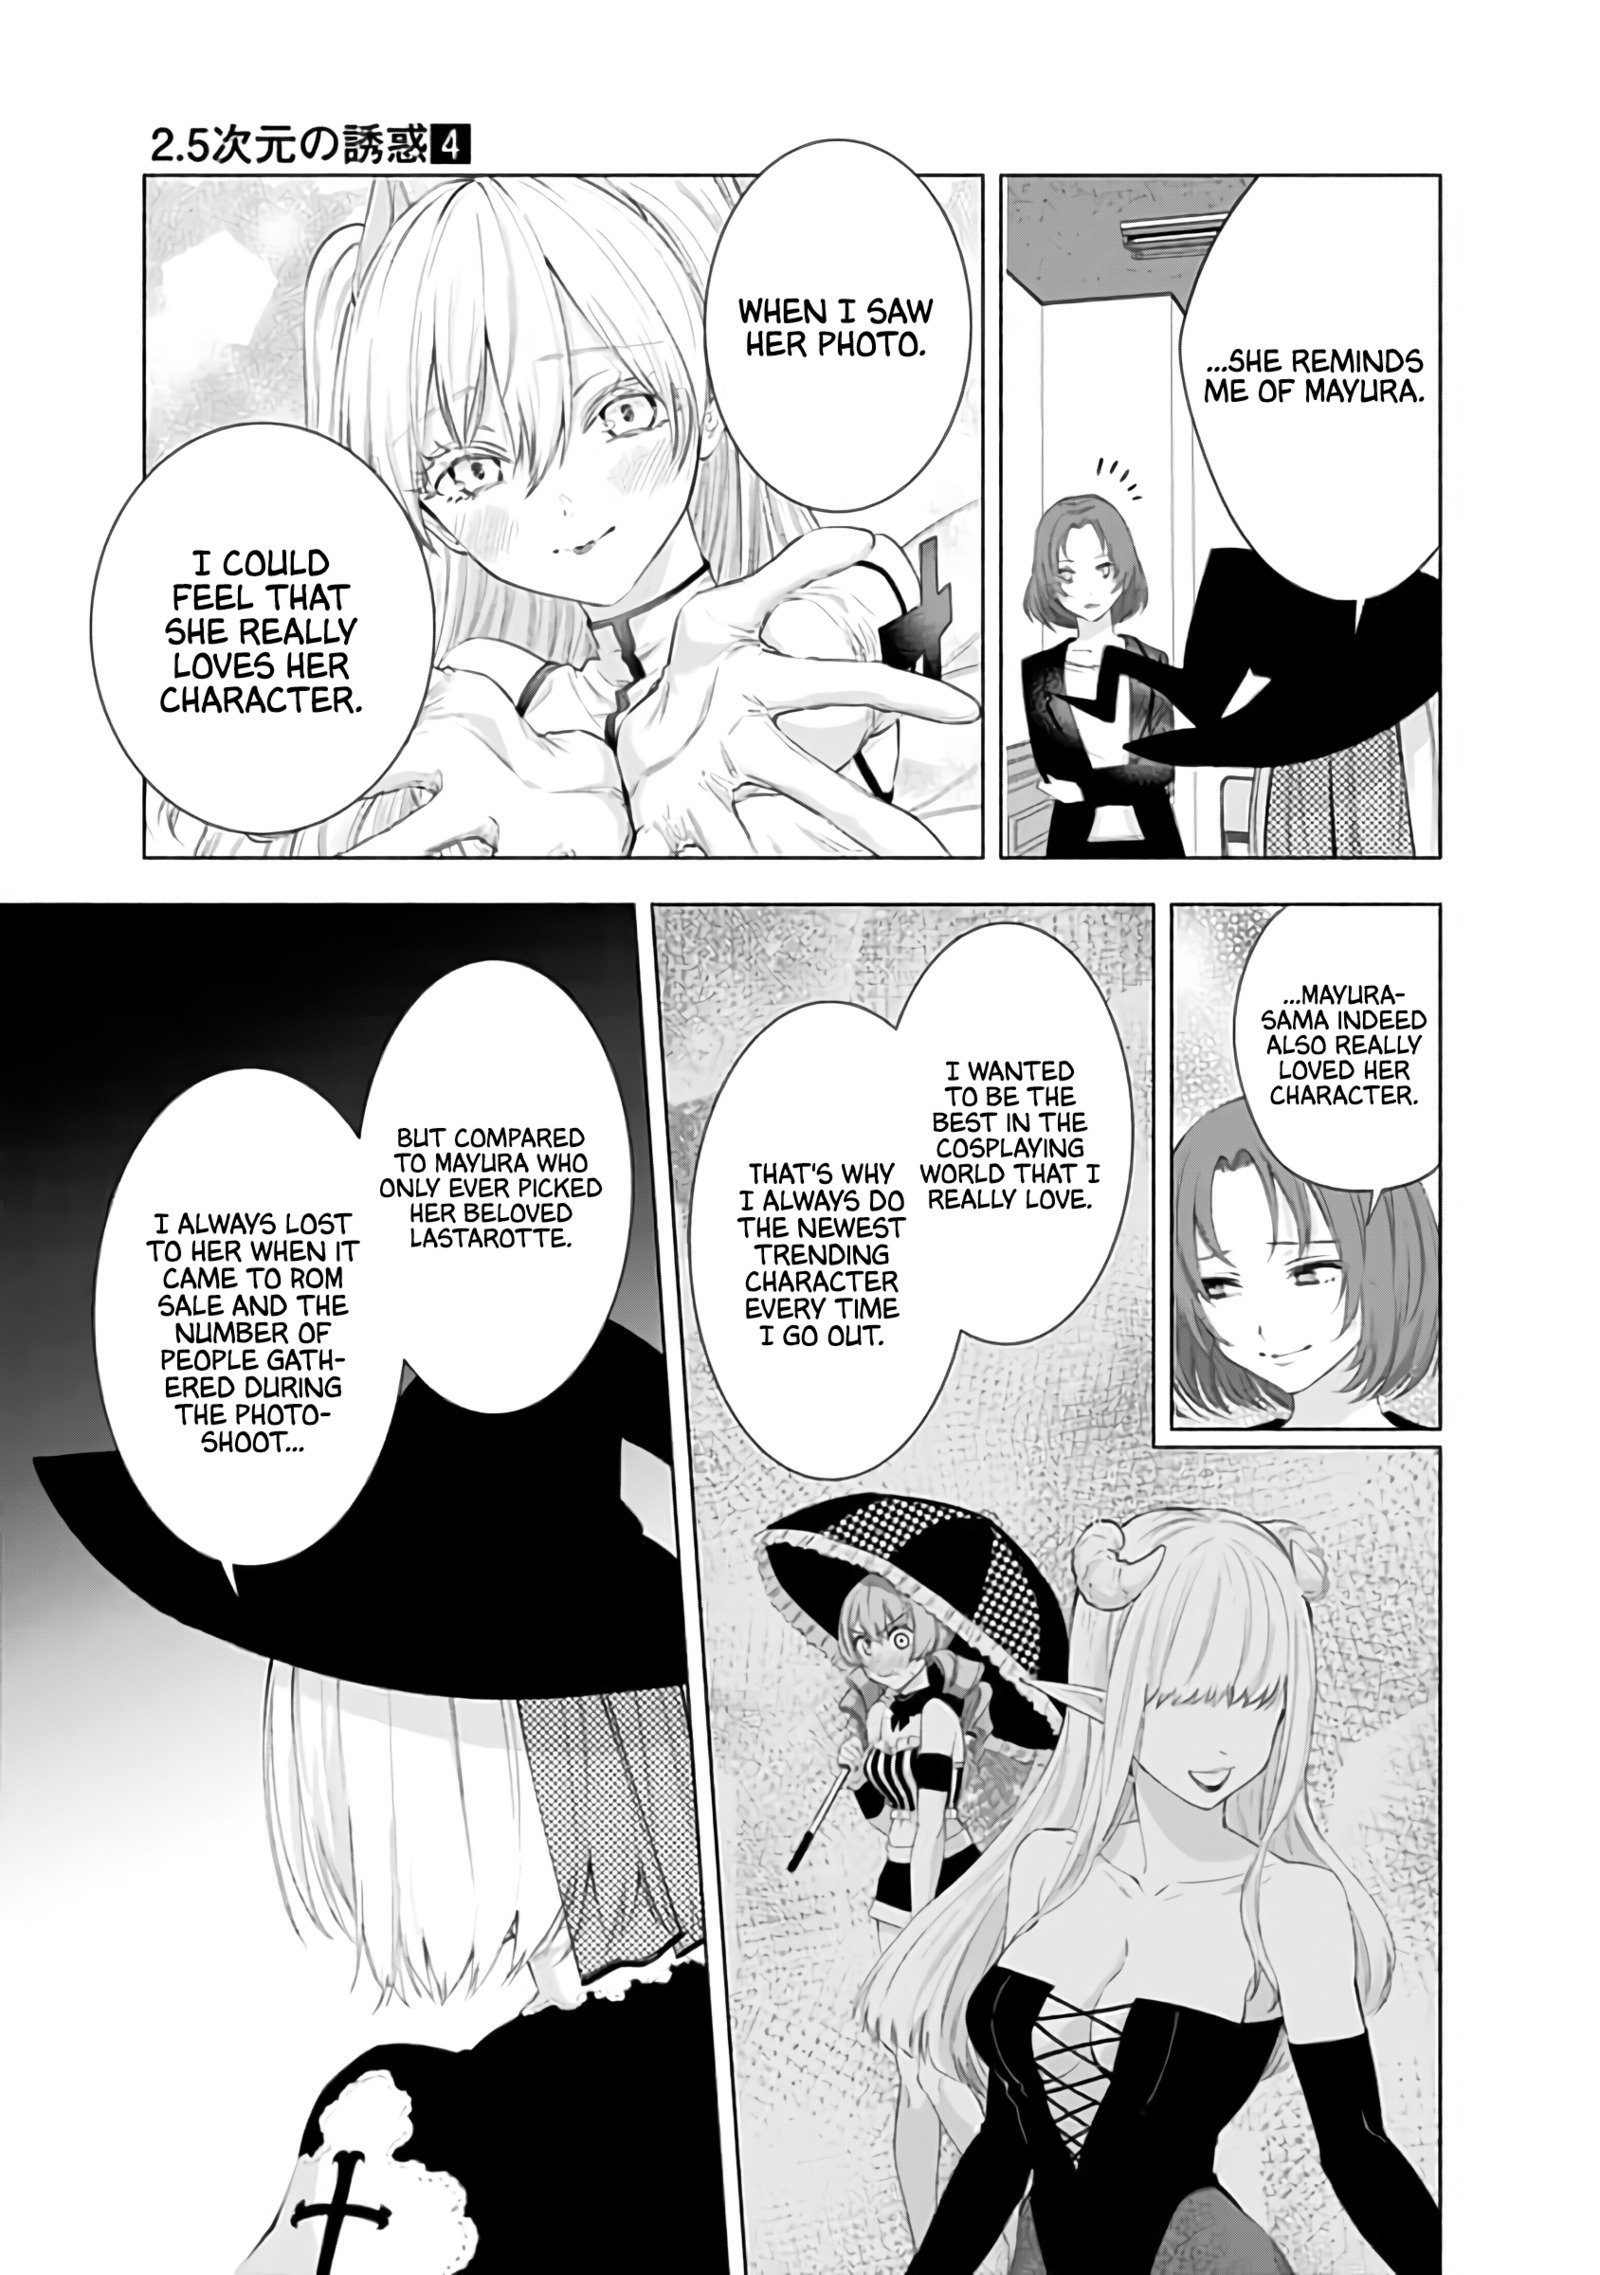 2.5次元の誘惑 4
...SHE REMINDS
ME OF MAYURA.
WHEN I SAW
HER PHOTO.
I COULD
FEEL THAT
SHE REALLY
LOVES HER
CHARACTER.
...MAYURA-
SAMA INDEED
ALSO REALLY
LOVED HER
CHARACTER.
I WANTED
TO BE THE
BEST IN THE
COSPLAYING
WORLD THAT I
REALLY LOVE.
THAT'S WHY
I ALWAYS DO
THE NEWEST
TRENDING
CHARACTER
EVERY TIME
I GO OUT.
BUT COMPARED
TO MAYURA WHO
ONLY EVER PICKED
HER BELOVED
LASTAROTTE.
I ALWAYS LOST
TO HER WHEN IT
CAME TO ROM
SALE AND THE
NUMBER OF
PEOPLE GATH-
ERED DURING
THE PHOTO-
SHOOT...